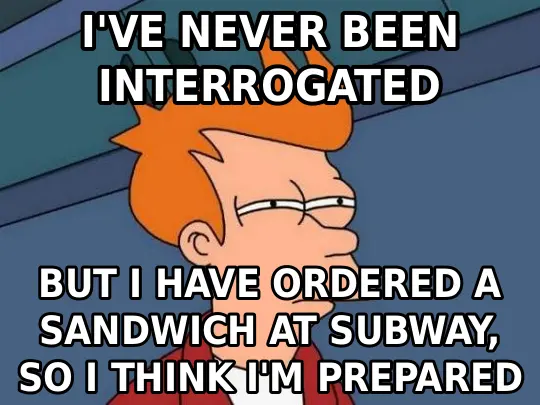 I'VE NEVER BEEN
INTERROGATED
BUT I HAVE ORDERED A
SANDWICH AT SUBWAY,
SO I THINK I'M PREPARED